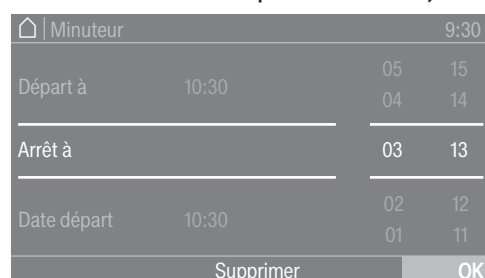 Minuteur 9:30
05 15
Départ à 10:30
04 14
Arrêt à 03 13
02 12
Date départ 10:30
01 11
Supprimer OK